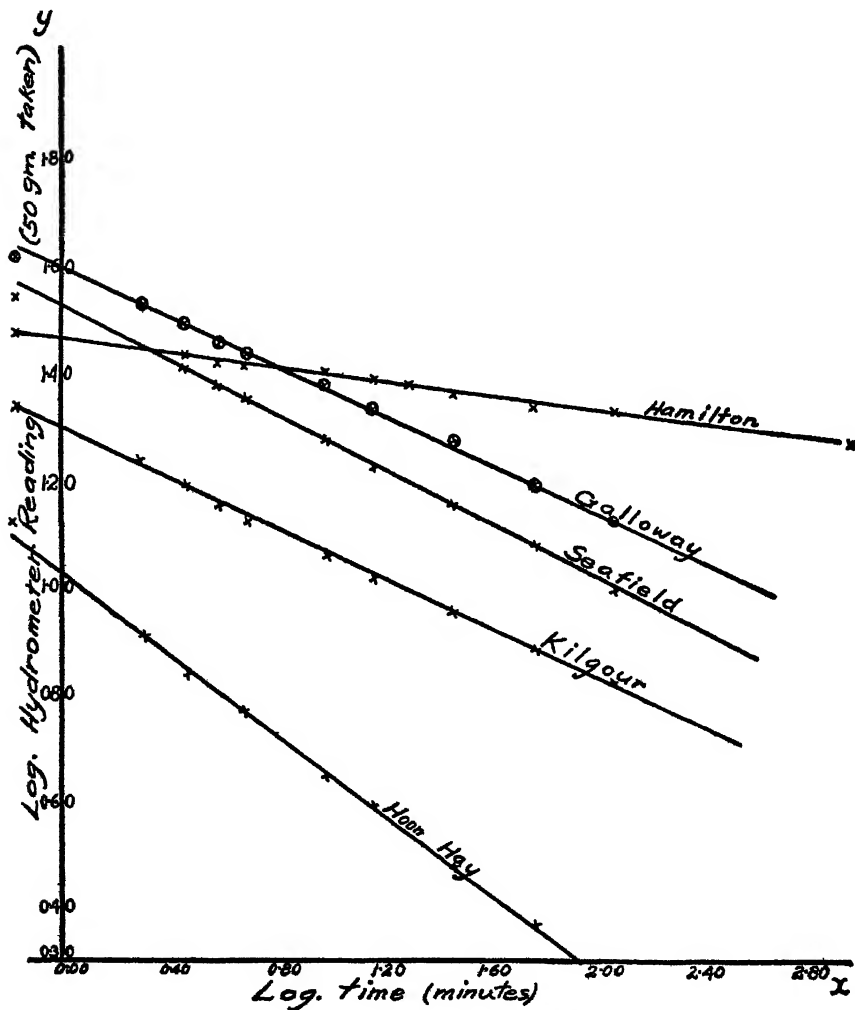 y
Log. Hydrometer Reading (50 gm. taken)
1·80
1·60
1·40
1·20
1·00
0·80
0·60
0·40
0·30
Hamilton
Galloway
Seafield
Kilgour
Hoon Hay
0·00 0·40 0·80 1·20 1·60 2·00 2·40 2·80 x
Log. time (minutes)